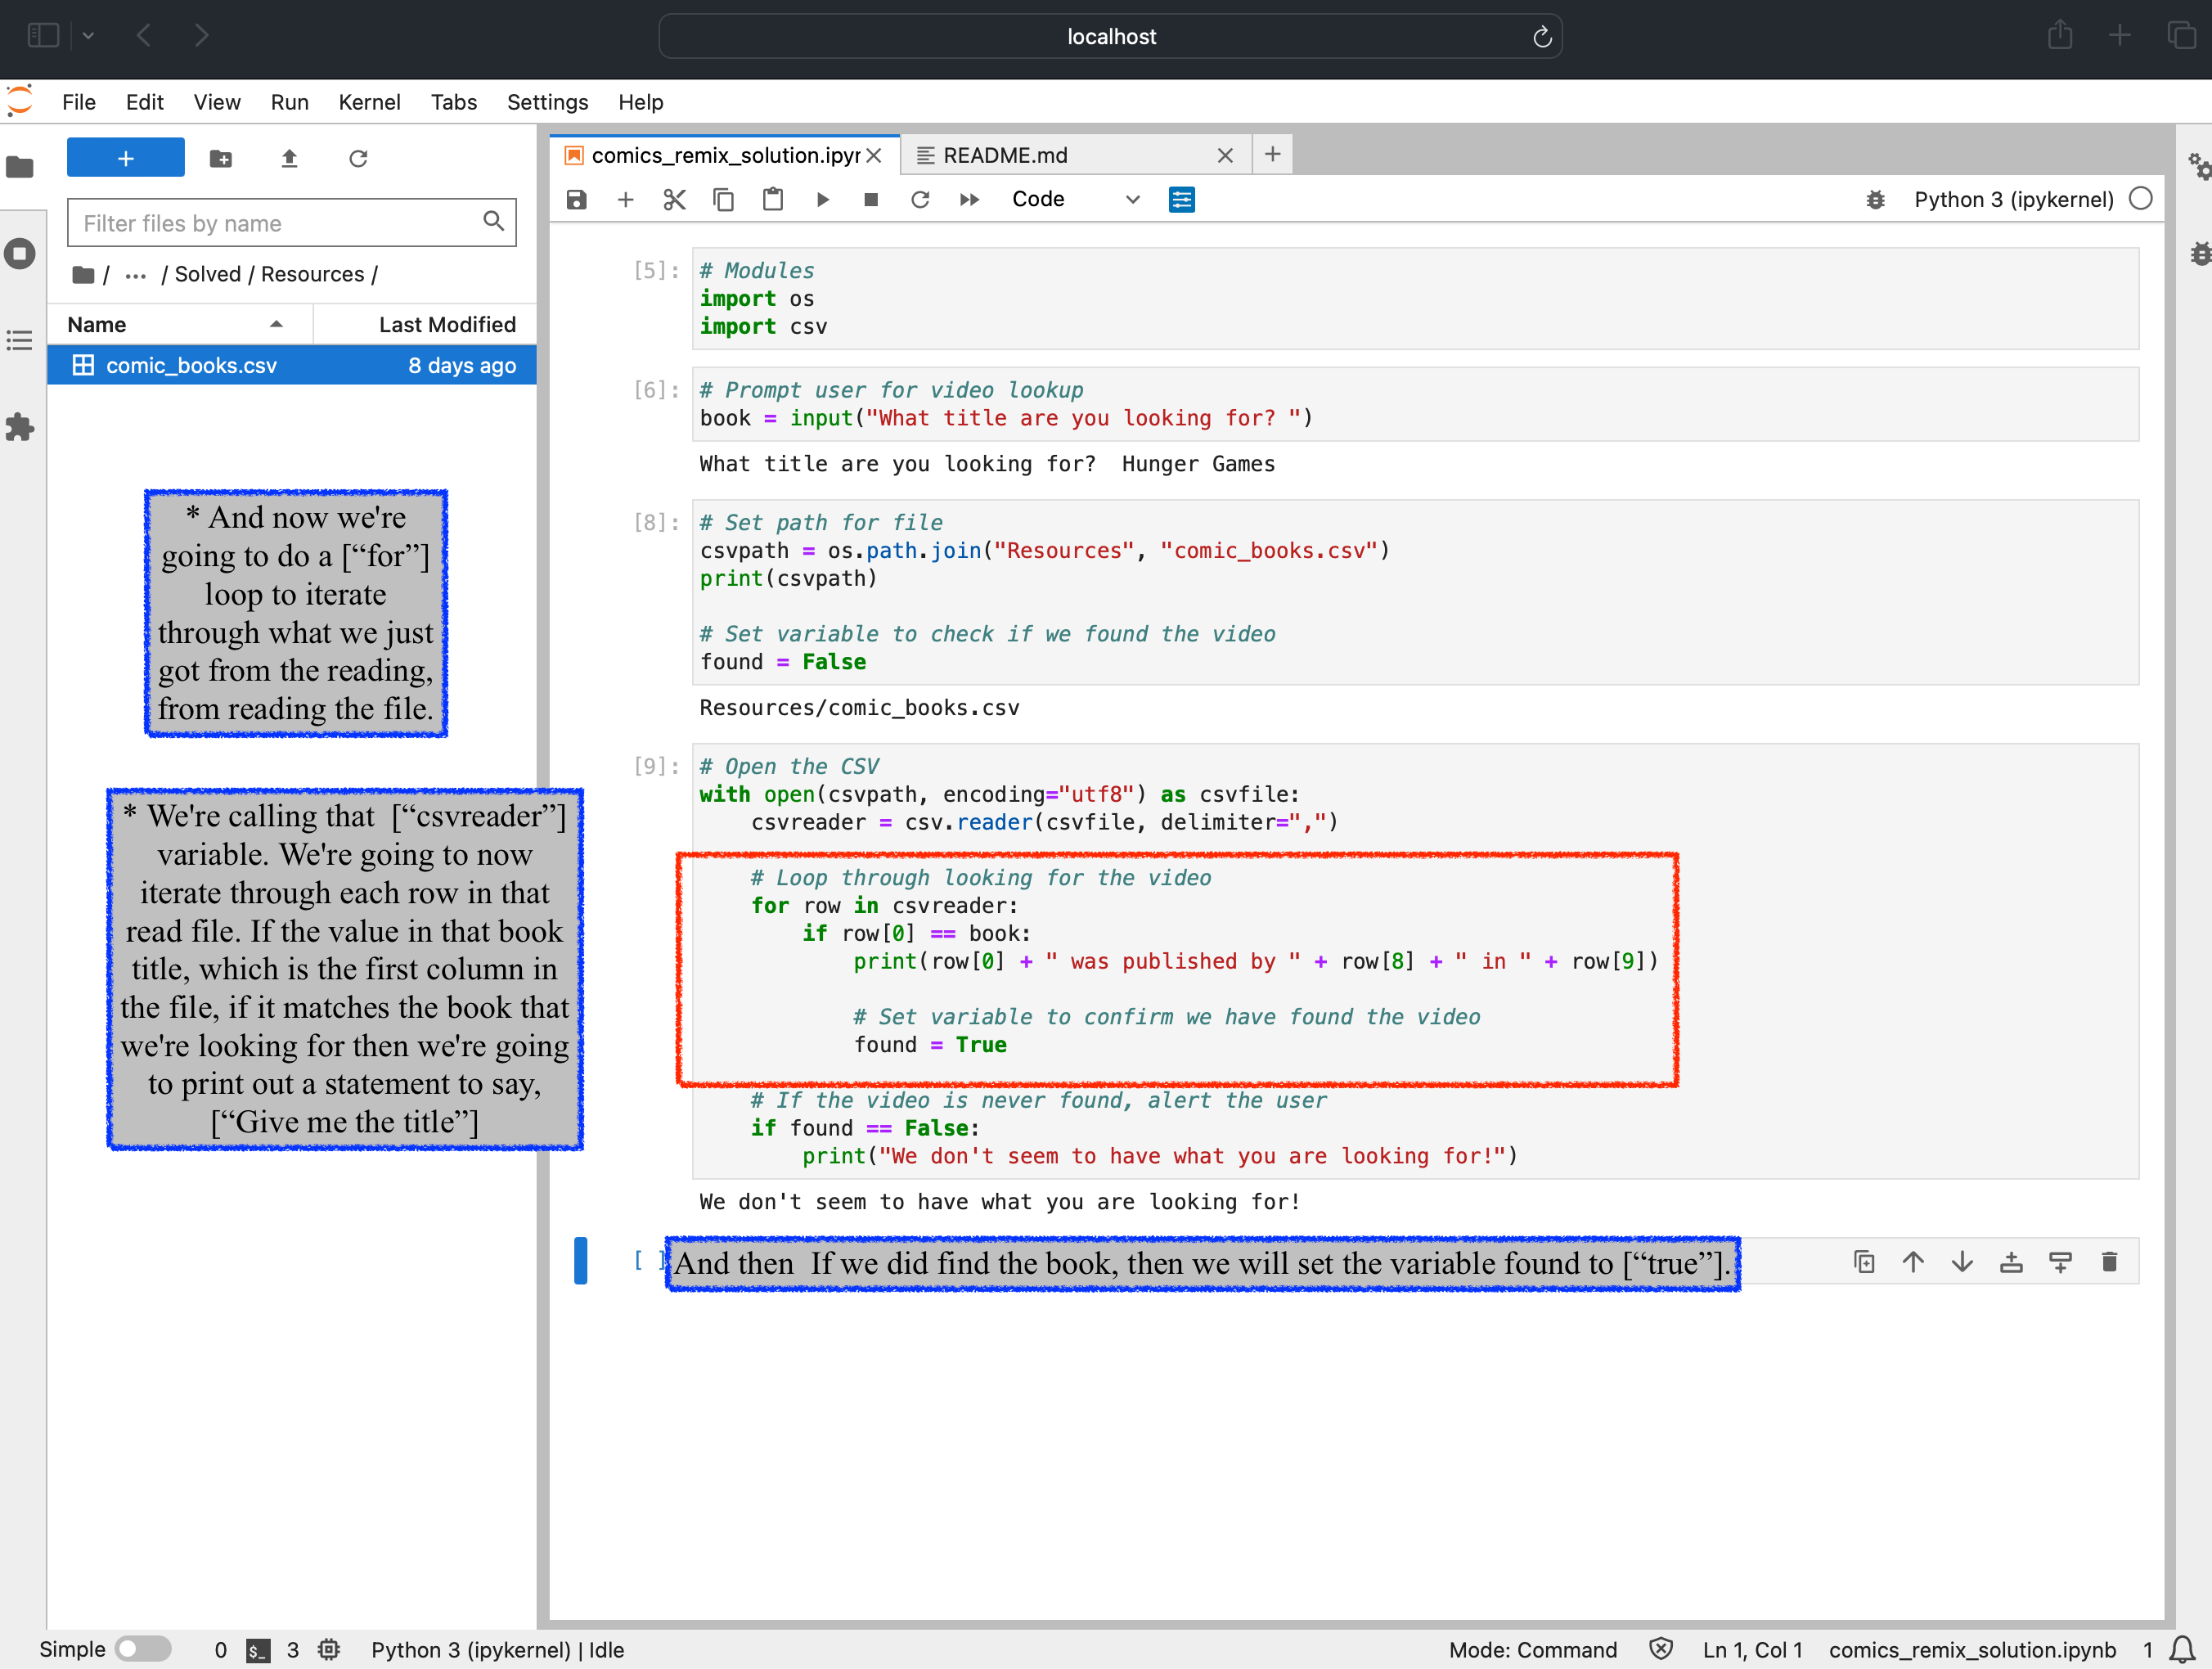 localhost
File Edit View Run Kernel Tabs Settings Help
+
Filter files by name
/ ··· / Solved / Resources /
Name Last Modified
comic_books.csv 8 days ago
* And now we're
going to do a [“for”]
loop to iterate
through what we just
got from the reading,
from reading the file.
* We're calling that [“csvreader”]
variable. We're going to now
iterate through each row in that
read file. If the value in that book
title, which is the first column in
the file, if it matches the book that
we're looking for then we're going
to print out a statement to say,
[“Give me the title”]
comics_remix_solution.ipyn README.md
Code Python 3 (ipykernel)
[5]: # Modules
import os
import csv
[6]: # Prompt user for video lookup
book = input("What title are you looking for? ")
What title are you looking for?  Hunger Games
[8]: # Set path for file
csvpath = os.path.join("Resources", "comic_books.csv")
print(csvpath)
# Set variable to check if we found the video
found = False
Resources/comic_books.csv
[9]: # Open the CSV
with open(csvpath, encoding="utf8") as csvfile:
    csvreader = csv.reader(csvfile, delimiter=",")
    # Loop through looking for the video
    for row in csvreader:
        if row[0] == book:
            print(row[0] + " was published by " + row[8] + " in " + row[9])
            # Set variable to confirm we have found the video
            found = True
    # If the video is never found, alert the user
    if found == False:
        print("We don't seem to have what you are looking for!")
We don't seem to have what you are looking for!
[ ] And then If we did find the book, then we will set the variable found to [“true”].
Simple 0 $_ 3 Python 3 (ipykernel) | Idle Mode: Command Ln 1, Col 1 comics_remix_solution.ipynb 1